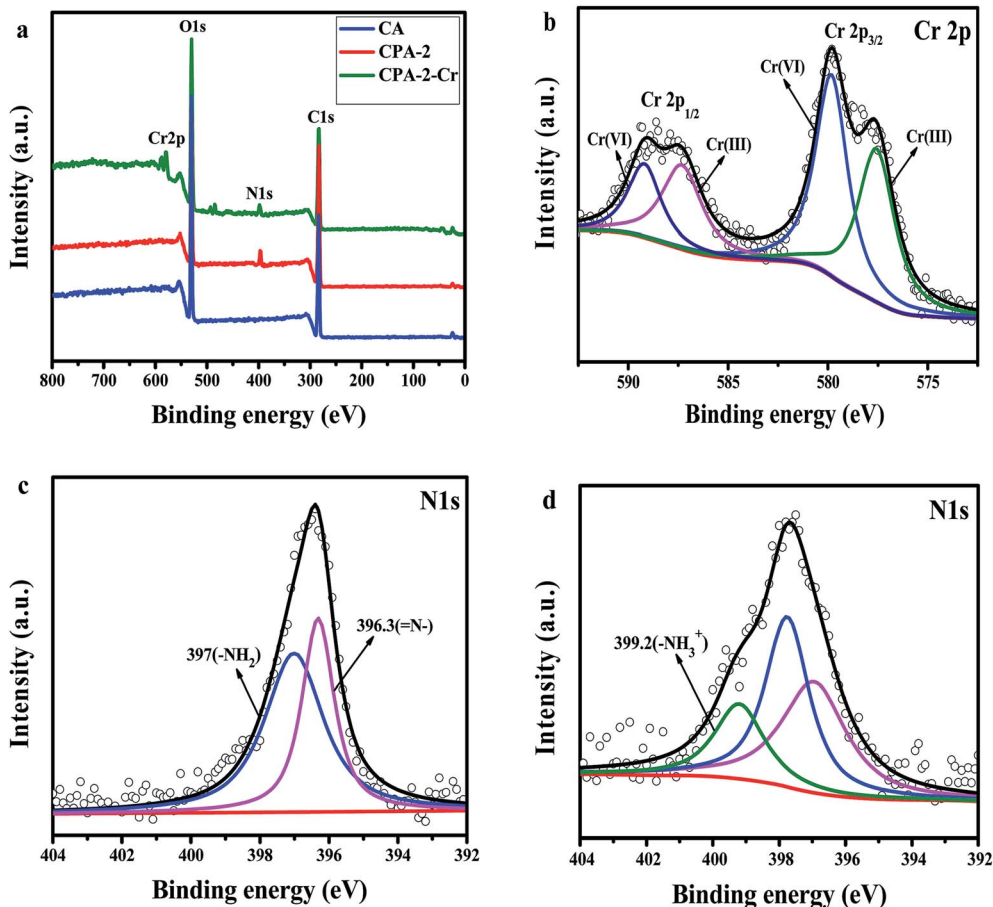 a
O1s
CA
CPA-2
CPA-2-Cr
C1s
Cr2p
N1s
Intensity (a.u.)
800 700 600 500 400 300 200 100 0
Binding energy (eV)
b
Cr 2p
Cr 2p3/2
Cr(VI)
Cr 2p1/2
Cr(VI)
Cr(III)
Cr(III)
Intensity (a.u.)
590 585 580 575
Binding energy (eV)
c
N1s
396.3(=N-)
397(-NH2)
Intensity (a.u.)
404 402 400 398 396 394 392
Binding energy (eV)
d
N1s
399.2(-NH3+)
Intensity (a.u.)
404 402 400 398 396 394 392
Binding energy (eV)